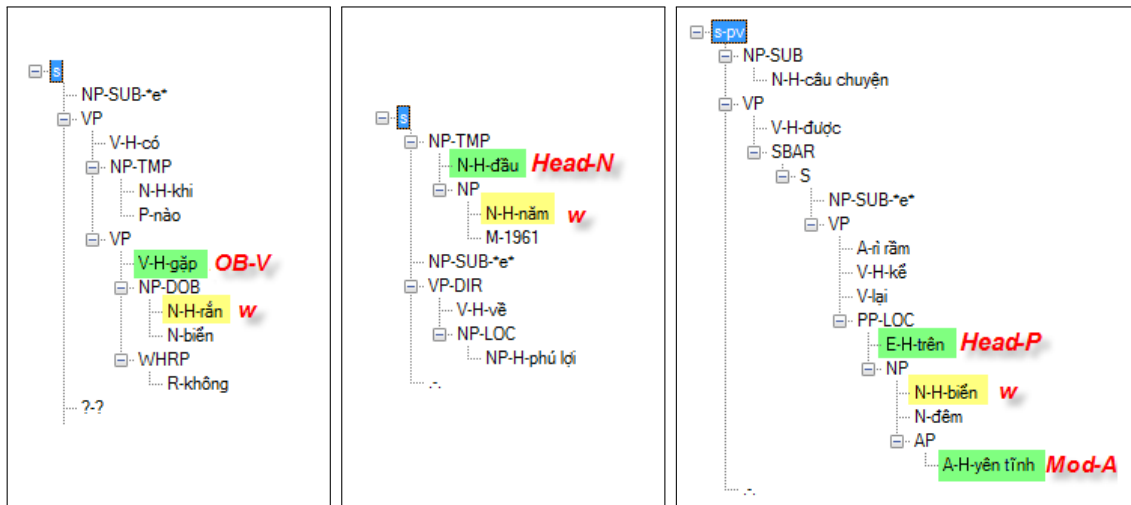 s
NP-SUB-*e*
VP
V-H-có
NP-TMP
N-H-khi
P-nào
VP
V-H-gặp OB-V
NP-DOB
N-H-rắn w
N-biển
WHRP
R-không
?-?
s
NP-TMP
N-H-đầu Head-N
NP
N-H-năm w
M-1961
NP-SUB-*e*
VP-DIR
V-H-về
NP-LOC
NP-H-phú lợi
.-.
s-pv
NP-SUB
N-H-câu chuyện
VP
V-H-được
SBAR
S
NP-SUB-*e*
VP
A-rì rầm
V-H-kể
V-lại
PP-LOC
E-H-trên Head-P
NP
N-H-biển w
N-đêm
AP
A-H-yên tĩnh Mod-A
.-.